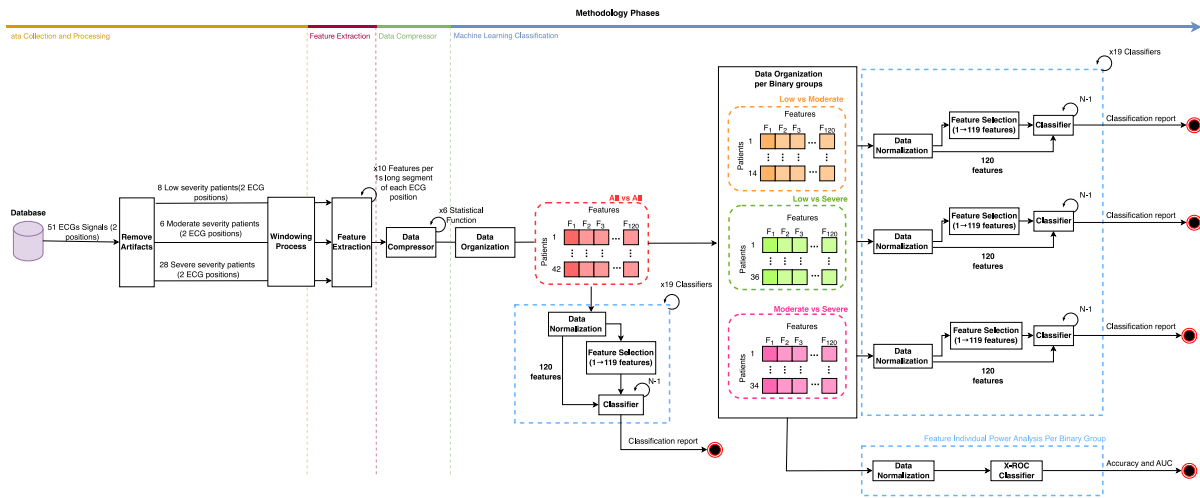 Methodology Phases
ata Collection and Processing
Feature Extraction
Data Compressor
Machine Learning Classification
Database
51 ECGs Signals (2
positions)
Remove
Artifacts
8 Low severity patients(2 ECG
positions)
6 Moderate severity patients
(2 ECG positions)
28 Severe severity patients
(2 ECG positions)
Windowing
Process
x10 Features per
1s long segment
of each ECG
position
Feature
Extraction
Data
Compressor
x6 Statistical
Function
Data
Organization
All vs All
Features
F1 F2 F3 F120
Patients
1
42
x19 Classifiers
Data
Normalization
Feature Selection
(1→119 features)
120
features
N-1
Classifier
Classification report
Data Organization
per Binary groups
Low vs Moderate
Features
F1 F2 F3 F120
Patients
1
14
Low vs Severe
Features
F1 F2 F3 F120
Patients
1
36
Moderate vs Severe
Features
F1 F2 F3 F120
Patients
1
34
x19 Classifiers
Data
Normalization
Feature Selection
(1→119 features)
120
features
N-1
Classifier
Classification report
Data
Normalization
Feature Selection
(1→119 features)
120
features
N-1
Classifier
Classification report
Data
Normalization
Feature Selection
(1→119 features)
120
features
N-1
Classifier
Classification report
Feature Individual Power Analysis Per Binary Group
Data
Normalization
X-ROC
Classifier
Accuracy and AUC